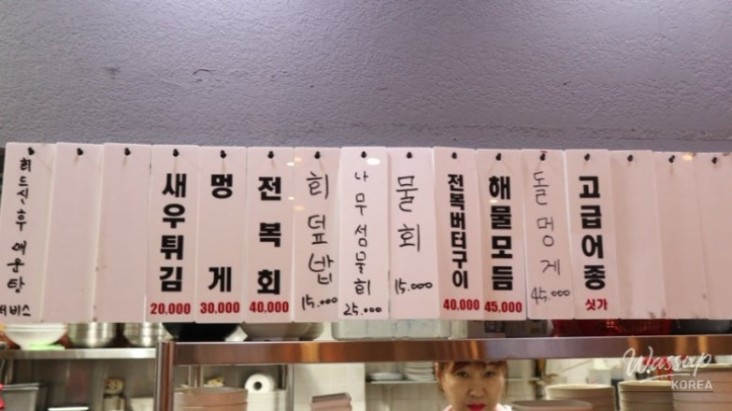 회드신후 매운탕
서비스
새우튀김
20.000
멍게
30.000
전복회
40.000
회덮밥
15.000
나무섬물회
25.000
물회
15.000
전복버터구이
40.000
해물모듬
45.000
돌멍게
45.000
고급어종
싯가
Wassup
KOREA